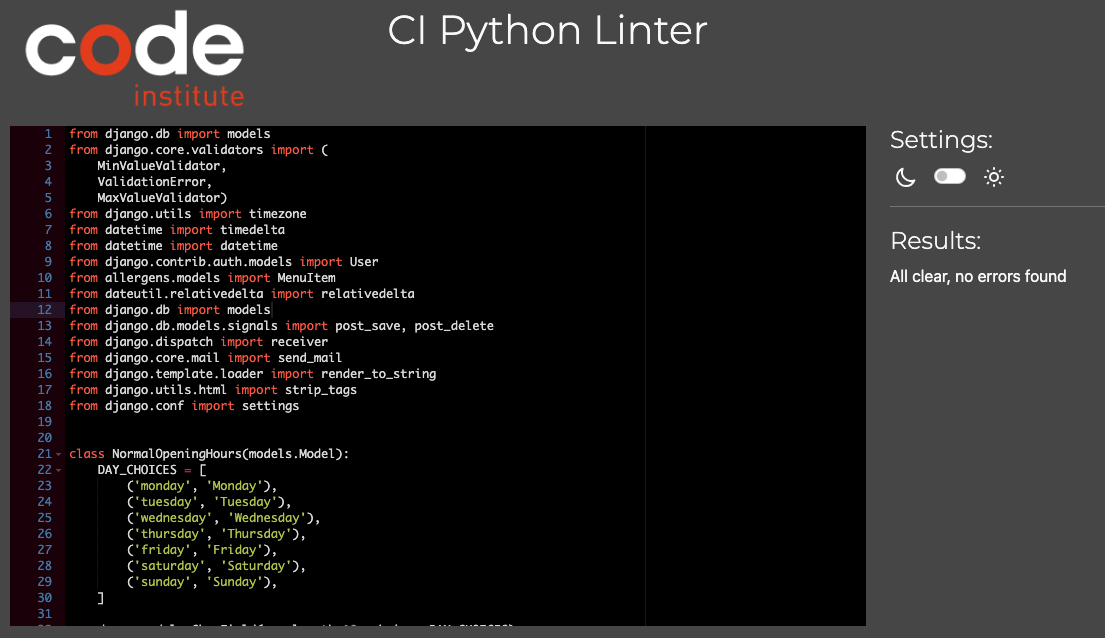 code
institute
CI Python Linter
1 from django.db import models
2 from django.core.validators import (
3     MinValueValidator,
4     ValidationError,
5     MaxValueValidator)
6 from django.utils import timezone
7 from datetime import timedelta
8 from datetime import datetime
9 from django.contrib.auth.models import User
10 from allergens.models import MenuItem
11 from dateutil.relativedelta import relativedelta
12 from django.db import models
13 from django.db.models.signals import post_save, post_delete
14 from django.dispatch import receiver
15 from django.core.mail import send_mail
16 from django.template.loader import render_to_string
17 from django.utils.html import strip_tags
18 from django.conf import settings
19
20
21 class NormalOpeningHours(models.Model):
22     DAY_CHOICES = [
23         ('monday', 'Monday'),
24         ('tuesday', 'Tuesday'),
25         ('wednesday', 'Wednesday'),
26         ('thursday', 'Thursday'),
27         ('friday', 'Friday'),
28         ('saturday', 'Saturday'),
29         ('sunday', 'Sunday'),
30     ]
31
Settings:
Results:
All clear, no errors found